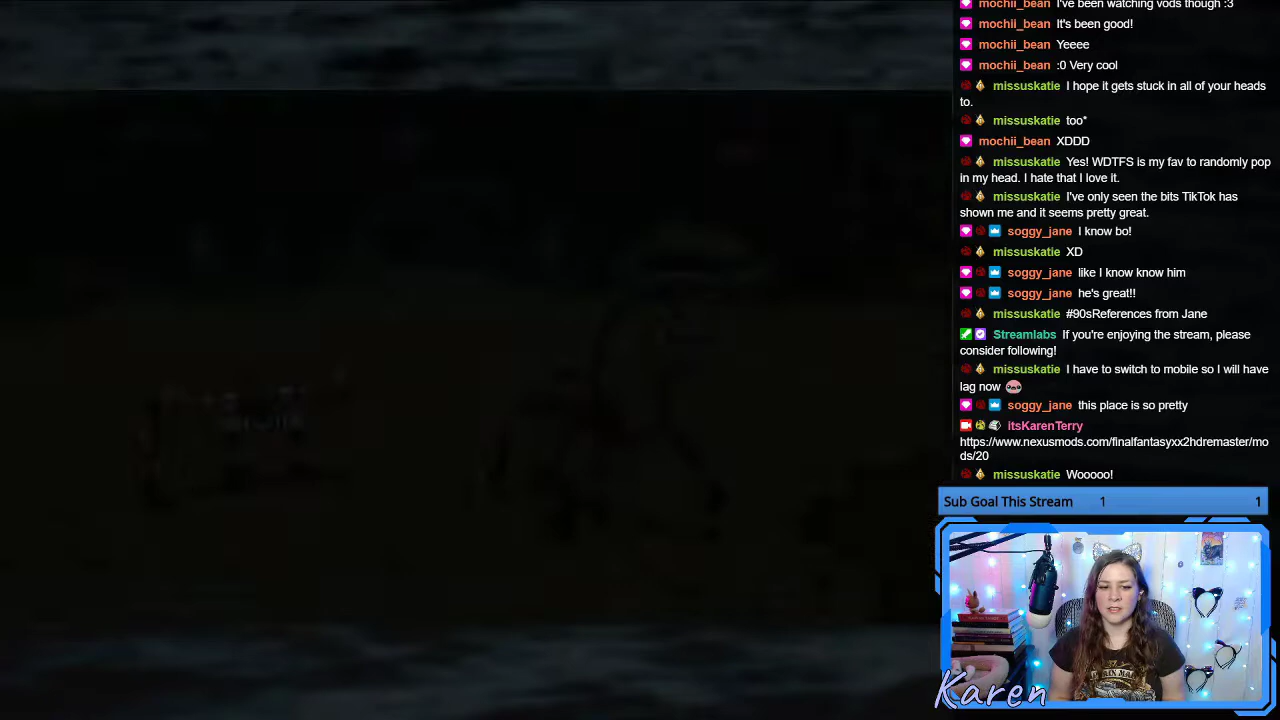 mochii_bean I've been watching vods though :3
mochii_bean It's been good!
mochii_bean Yeeee
mochii_bean :0 Very cool
missuskatie I hope it gets stuck in all of your heads
to.
missuskatie too*
mochii_bean XDDD
missuskatie Yes! WDTFS is my fav to randomly pop
in my head. I hate that I love it.
missuskatie I've only seen the bits TikTok has
shown me and it seems pretty great.
soggy_jane I know bo!
missuskatie XD
soggy_jane like I know know him
soggy_jane he's great!!
missuskatie #90sReferences from Jane
Streamlabs If you're enjoying the stream, please
consider following!
missuskatie I have to switch to mobile so I will have
lag now
soggy_jane this place is so pretty
itsKarenTerry
https://www.nexusmods.com/finalfantasyxx2hdremaster/mo
ds/20
missuskatie Wooooo!
Sub Goal This Stream 1 1
Karen